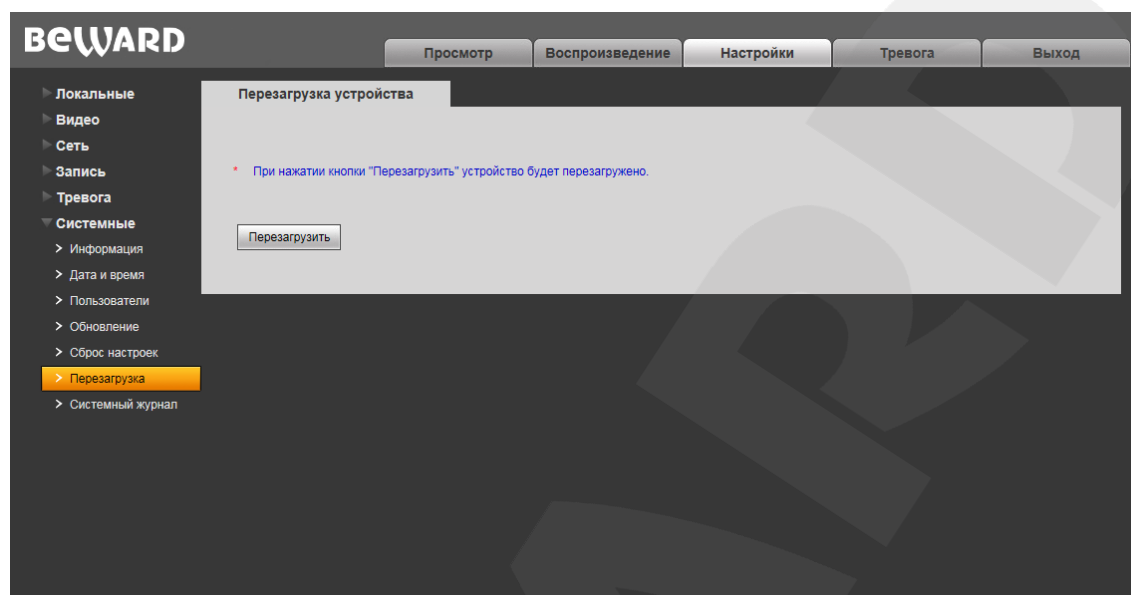 BEWARD
Просмотр
Воспроизведение
Настройки
Тревога
Выход
Локальные
Видео
Сеть
Запись
Тревога
Системные
Информация
Дата и время
Пользователи
Обновление
Сброс настроек
Перезагрузка
Системный журнал
Перезагрузка устройства
* При нажатии кнопки "Перезагрузить" устройство будет перезагружено.
Перезагрузить